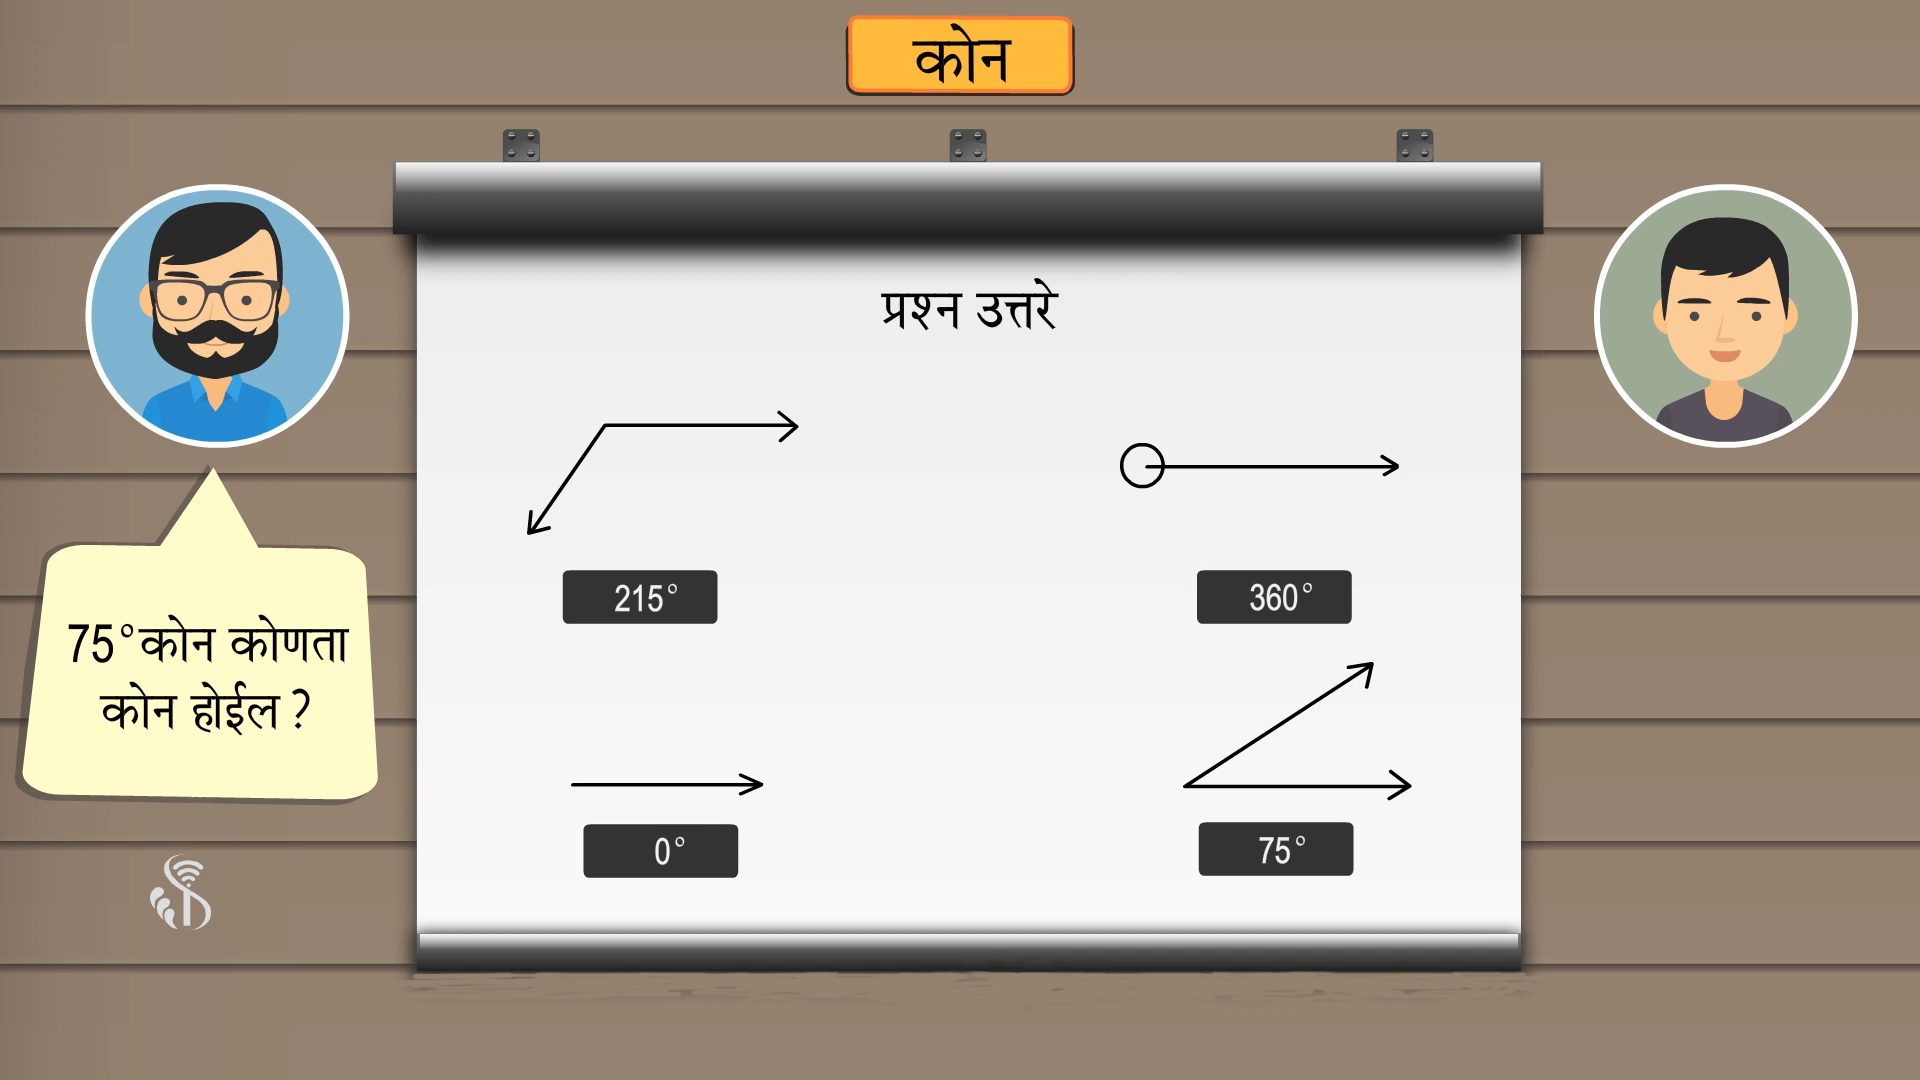 कोन
प्रश्न उत्तरे
215°
360°
75° कोन कोणता
कोन होईल ?
0°
75°